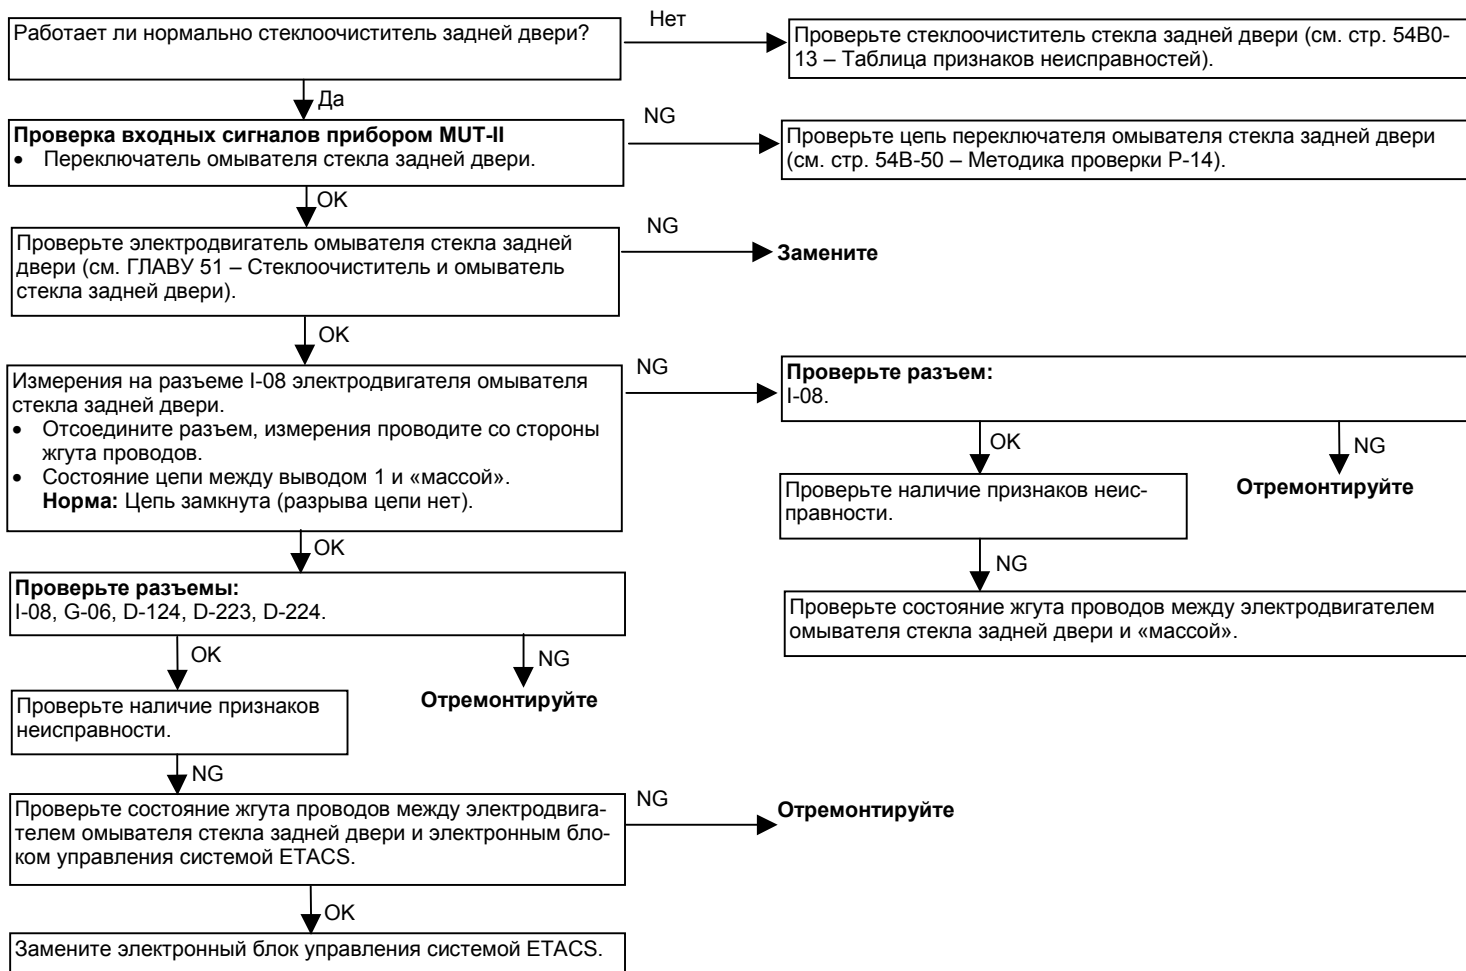 Работает ли нормально стеклоочиститель задней двери?
Нет
Проверьте стеклоочиститель стекла задней двери (см. стр. 54B0-
13 – Таблица признаков неисправностей).
Да
Проверка входных сигналов прибором MUT-II
• Переключатель омывателя стекла задней двери.
NG
Проверьте цепь переключателя омывателя стекла задней двери
(см. стр. 54B-50 – Методика проверки P-14).
OK
Проверьте электродвигатель омывателя стекла задней
двери (см. ГЛАВУ 51 – Стеклоочиститель и омыватель
стекла задней двери).
NG
Замените
OK
Измерения на разъеме I-08 электродвигателя омывателя
стекла задней двери.
• Отсоедините разъем, измерения проводите со стороны
жгута проводов.
• Состояние цепи между выводом 1 и «массой».
Норма: Цепь замкнута (разрыва цепи нет).
NG
Проверьте разъем:
I-08.
OK
NG
Проверьте наличие признаков неис-
правности.
Отремонтируйте
NG
Проверьте состояние жгута проводов между электродвигателем
омывателя стекла задней двери и «массой».
OK
Проверьте разъемы:
I-08, G-06, D-124, D-223, D-224.
OK
NG
Проверьте наличие признаков
неисправности.
Отремонтируйте
NG
Проверьте состояние жгута проводов между электродвига-
телем омывателя стекла задней двери и электронным бло-
ком управления системой ETACS.
NG
Отремонтируйте
OK
Замените электронный блок управления системой ETACS.